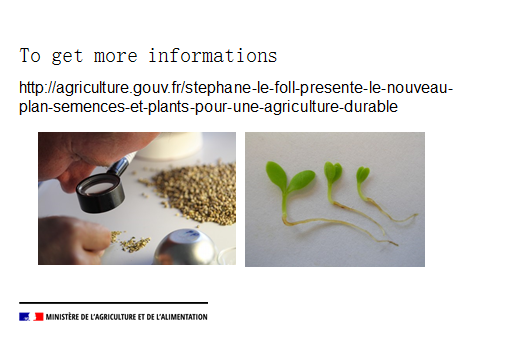 To get more informations
http://agriculture.gouv.fr/stephane-le-foll-presente-le-nouveau-
plan-semences-et-plants-pour-une-agriculture-durable
MINISTÈRE DE L'AGRICULTURE ET DE L'ALIMENTATION